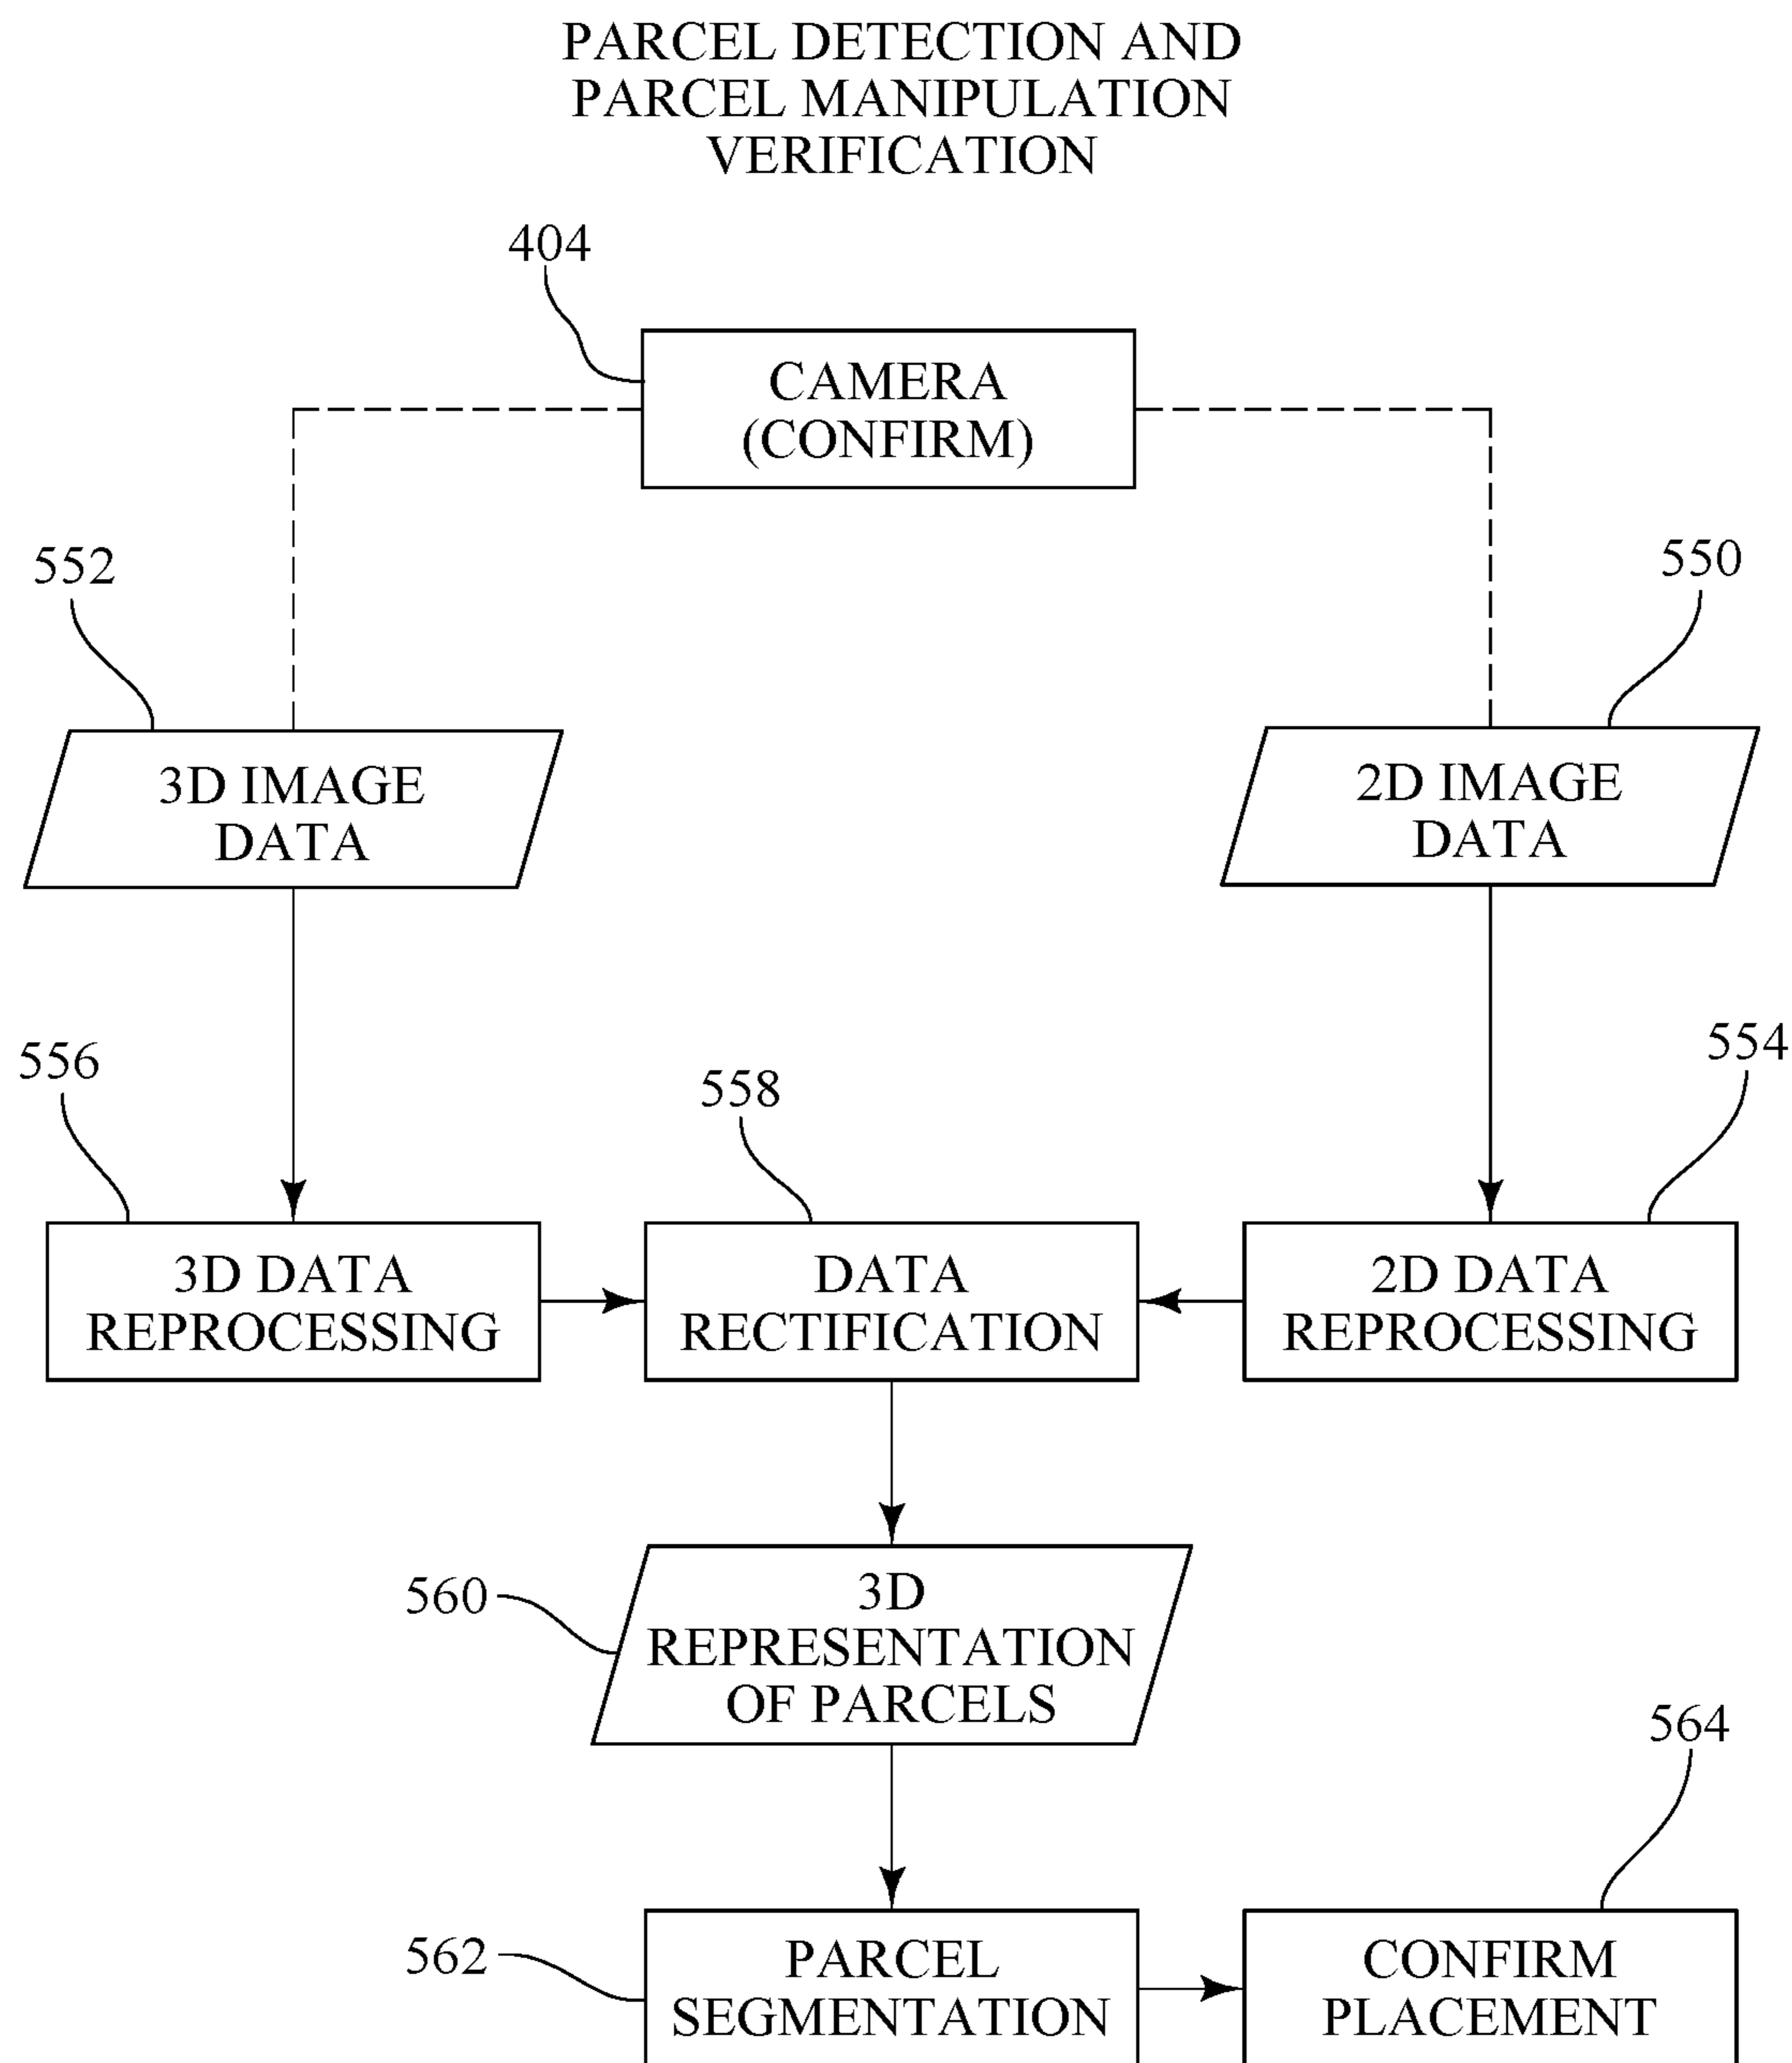 PARCEL DETECTION AND
PARCEL MANIPULATION
VERIFICATION
404
CAMERA
(CONFIRM)
552
550
3D IMAGE
DATA
2D IMAGE
DATA
556
558
554
3D DATA
REPROCESSING
DATA
RECTIFICATION
2D DATA
REPROCESSING
560
3D
REPRESENTATION
OF PARCELS
564
562
PARCEL
SEGMENTATION
CONFIRM
PLACEMENT